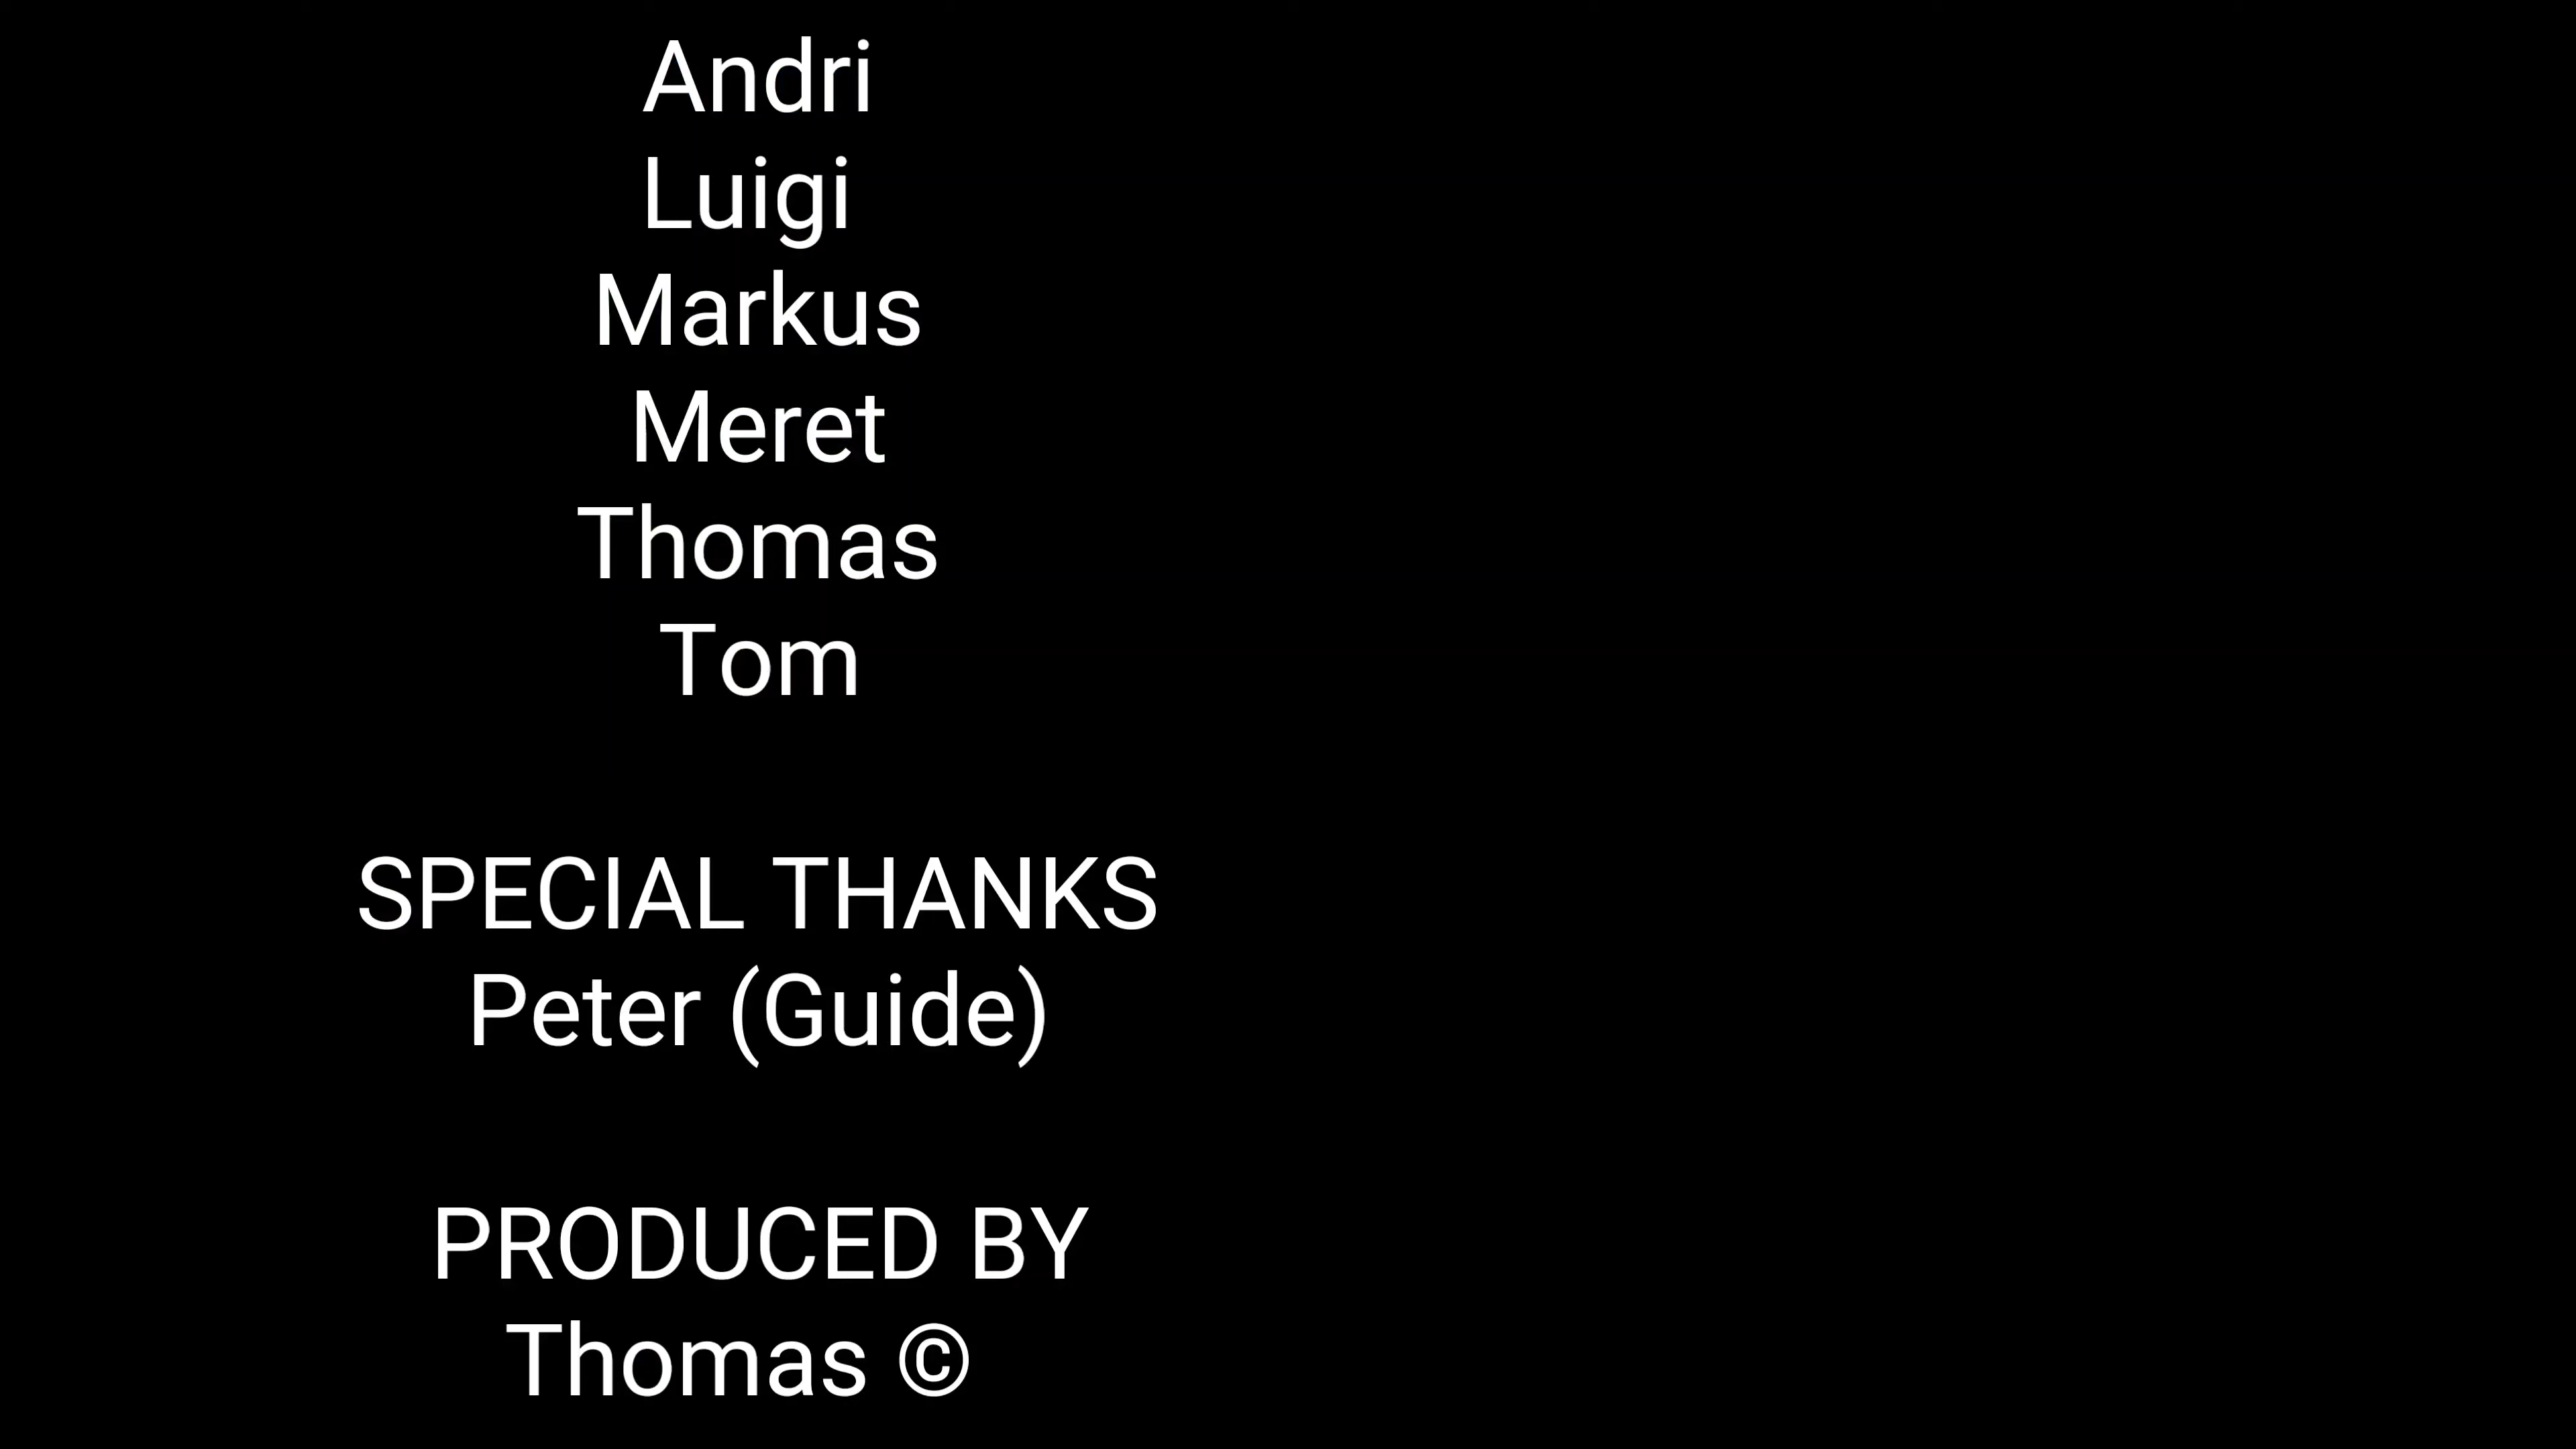 Andri
Luigi
Markus
Meret
Thomas
Tom
SPECIAL THANKS
Peter (Guide)
PRODUCED BY
Thomas ©